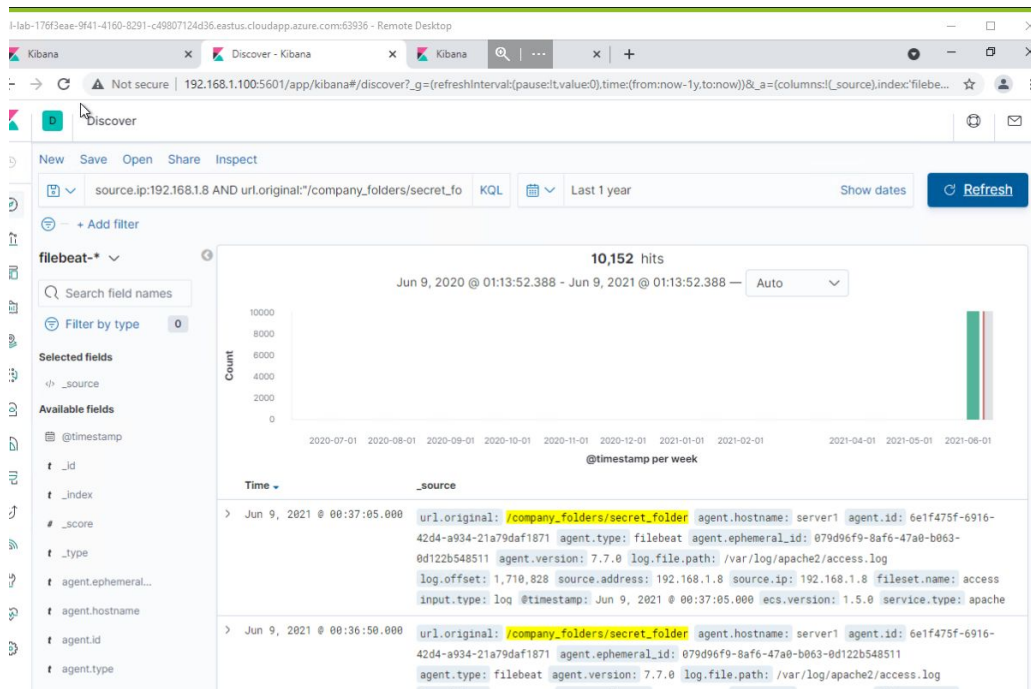 l-lab-176f3eae-9f41-4160-8291-c49807124d36.eastus.cloudapp.azure.com:63936 - Remote Desktop
Kibana
Discover - Kibana
Kibana
Not secure | 192.168.1.100:5601/app/kibana#/discover?_g=(refreshInterval:(pause:!t,value:0),time:(from:now-1y,to:now))&_a=(columns:!(_source),index:'filebe...
D
Discover
New Save Open Share Inspect
source.ip:192.168.1.8 AND url.original:"/company_folders/secret_fo KQL Last 1 year Show dates Refresh
+ Add filter
filebeat-*
Search field names
Filter by type 0
Selected fields
</> _source
Available fields
@timestamp
t _id
t _index
# _score
t _type
t agent.ephemeral...
t agent.hostname
t agent.id
t agent.type
10,152 hits
Jun 9, 2020 @ 01:13:52.388 - Jun 9, 2021 @ 01:13:52.388 — Auto
Count
10000
8000
6000
4000
2000
0
2020-07-01 2020-08-01 2020-09-01 2020-10-01 2020-11-01 2020-12-01 2021-01-01 2021-02-01 2021-04-01 2021-05-01 2021-06-01
@timestamp per week
Time _source
Jun 9, 2021 @ 00:37:05.000 url.original: /company_folders/secret_folder agent.hostname: server1 agent.id: 6e1f475f-6916-
42d4-a934-21a79daf1871 agent.type: filebeat agent.ephemeral_id: 079d96f9-8af6-47a0-b063-
0d122b548511 agent.version: 7.7.0 log.file.path: /var/log/apache2/access.log
log.offset: 1,710,828 source.address: 192.168.1.8 source.ip: 192.168.1.8 fileset.name: access
input.type: log @timestamp: Jun 9, 2021 @ 00:37:05.000 ecs.version: 1.5.0 service.type: apache
Jun 9, 2021 @ 00:36:50.000 url.original: /company_folders/secret_folder agent.hostname: server1 agent.id: 6e1f475f-6916-
42d4-a934-21a79daf1871 agent.ephemeral_id: 079d96f9-8af6-47a0-b063-0d122b548511
agent.type: filebeat agent.version: 7.7.0 log.file.path: /var/log/apache2/access.log